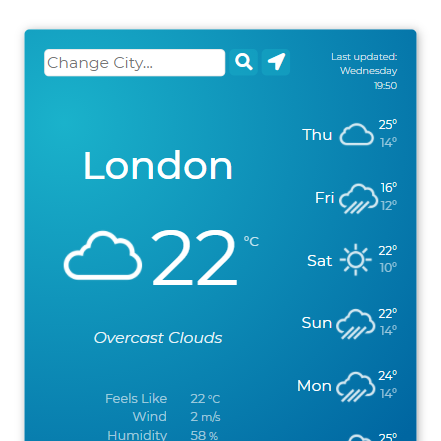 Change City...
Last updated:
Wednesday
19:50
London
22 °C
Overcast Clouds
Feels Like 22 °C
Wind 2 m/s
Humidity 58 %
Thu 25° 14°
Fri 16° 12°
Sat 22° 10°
Sun 22° 14°
Mon 24° 14°
25°